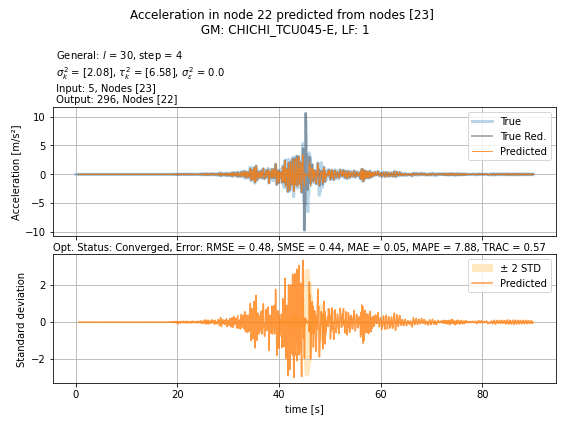 Acceleration in node 22 predicted from nodes [23]
GM: CHICHI_TCU045-E, LF: 1
General: l = 30, step = 4
σ²ₖ = [2.08], τ²ₖ = [6.58], σ²ε = 0.0
Input: 5, Nodes [23]
Output: 296, Nodes [22]
Acceleration [m/s²]
10
5
0
−5
−10
True
True Red.
Predicted
Opt. Status: Converged, Error: RMSE = 0.48, SMSE = 0.44, MAE = 0.05, MAPE = 7.88, TRAC = 0.57
Standard deviation
2
0
−2
± 2 STD
Predicted
0 20 40 60 80
time [s]